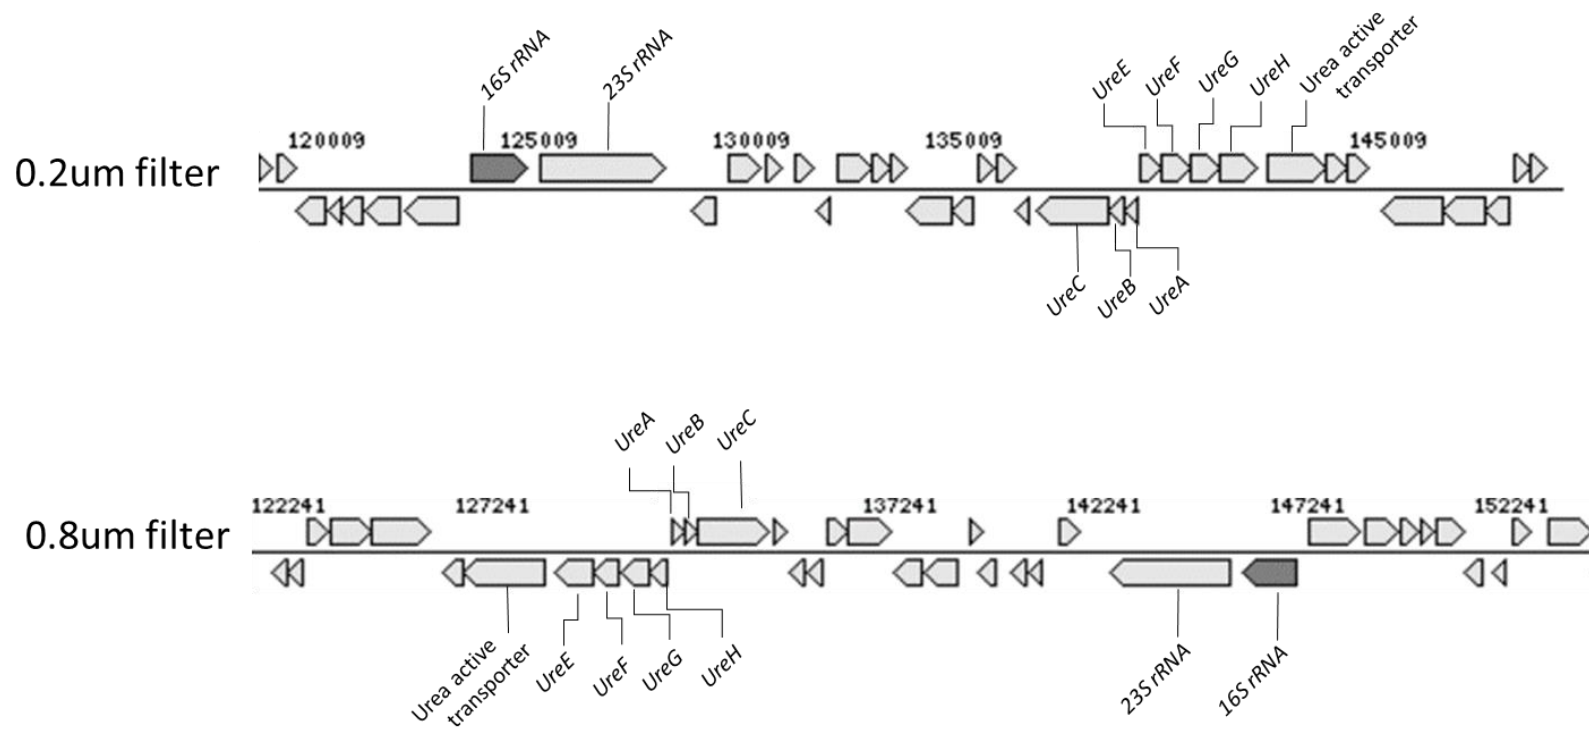 16S rRNA
23S rRNA
UreE
UreF
UreG
UreH
Urea active
transporter
120009
125009
130009
135009
145009
0.2um filter
UreC
UreB
UreA
UreA
UreB
UreC
122241
127241
137241
142241
147241
152241
0.8um filter
Urea active
transporter
UreE
UreF
UreG
UreH
23S rRNA
16S rRNA